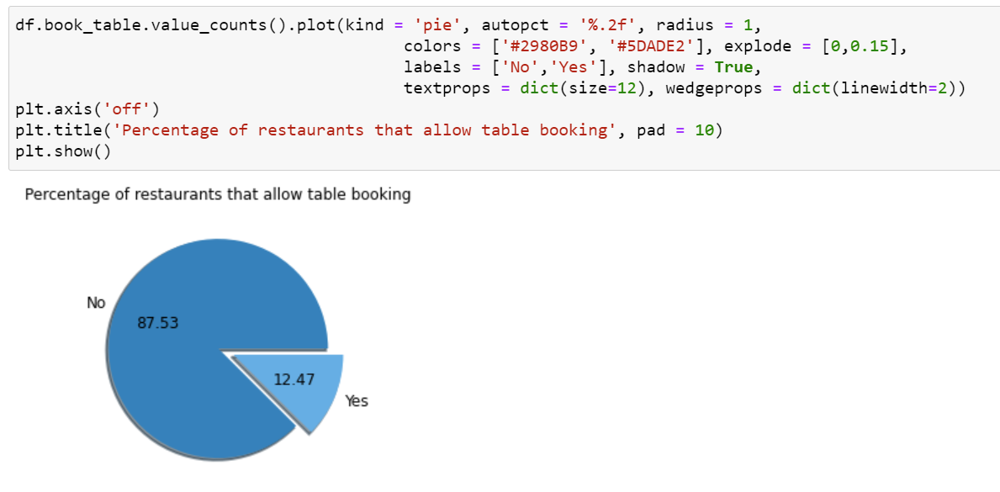 df.book_table.value_counts().plot(kind = 'pie', autopct = '%.2f', radius = 1,
colors = ['#2980B9', '#5DADE2'], explode = [0,0.15],
labels = ['No','Yes'], shadow = True,
textprops = dict(size=12), wedgeprops = dict(linewidth=2))
plt.axis('off')
plt.title('Percentage of restaurants that allow table booking', pad = 10)
plt.show()
Percentage of restaurants that allow table booking
No
87.53
12.47
Yes